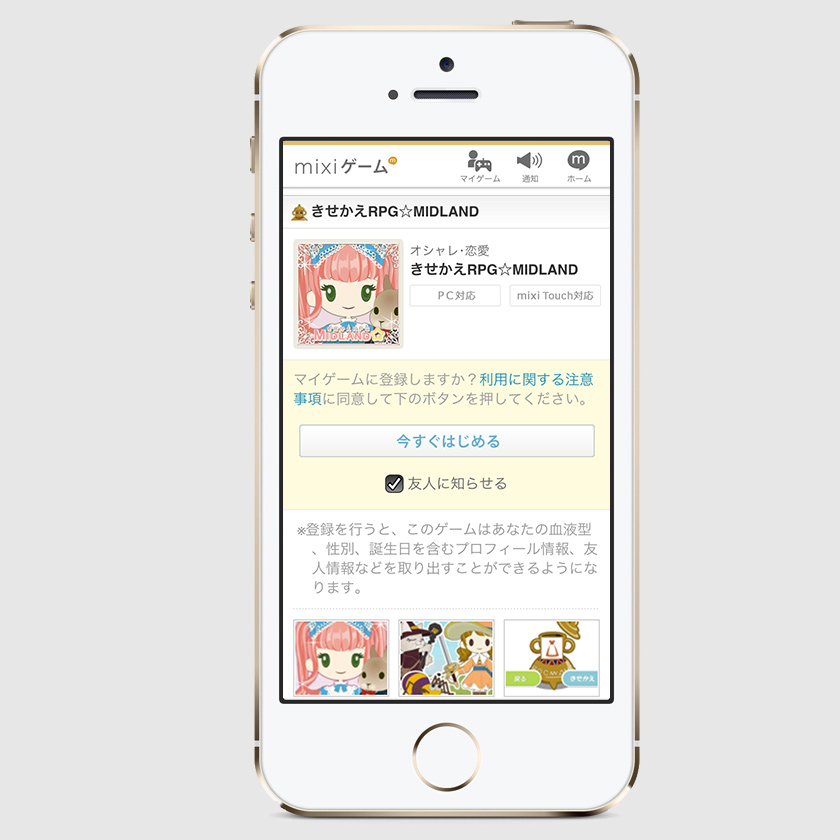 mixiゲーム m
マイゲーム 通知 ホーム
きせかえRPG☆MIDLAND
オシャレ・恋愛
きせかえRPG☆MIDLAND
PC対応 mixi Touch対応
MIDLAND
マイゲームに登録しますか？利用に関する注意
事項に同意して下のボタンを押してください。
今すぐはじめる
友人に知らせる
※登録を行うと、このゲームはあなたの血液型
、性別、誕生日を含むプロフィール情報、友
人情報などを取り出すことができるようにな
ります。
戻る きせかえ